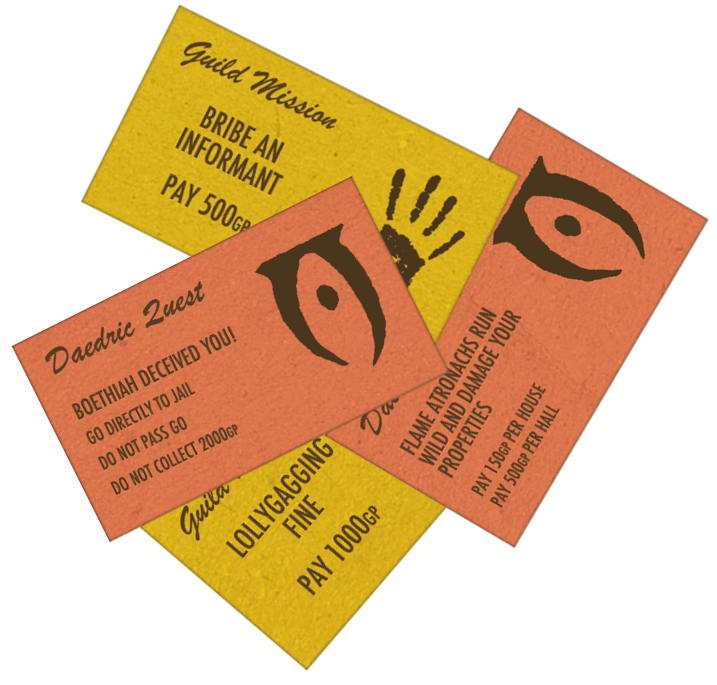 Guild Mission
BRIBE AN
INFORMANT
PAY 500GP
Daedric Quest
BOETHIAH DECEIVED YOU!
GO DIRECTLY TO JAIL
DO NOT PASS GO
DO NOT COLLECT 2000GP
FLAME ATRONACHS RUN
WILD AND DAMAGE YOUR
PROPERTIES
PAY 150GP PER HOUSE
PAY 500GP PER HALL
Guild
LOLLYGAGGING
FINE
PAY 1000GP